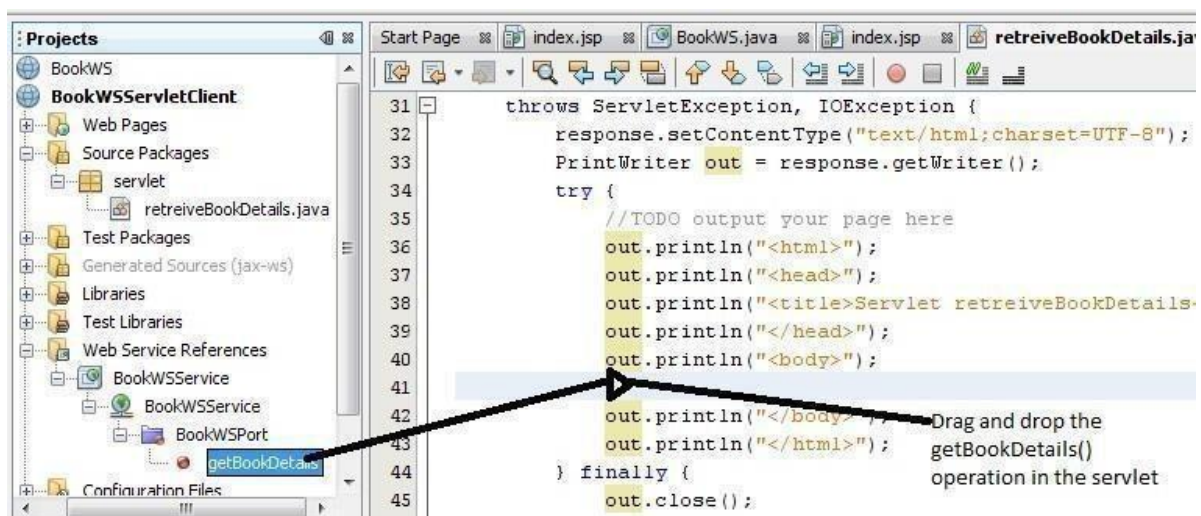 Projects
BookWS
BookWSServletClient
Web Pages
Source Packages
servlet
retreiveBookDetails.java
Test Packages
Generated Sources (jax-ws)
Libraries
Test Libraries
Web Service References
BookWSService
BookWSService
BookWSPort
getBookDetails
Configuration Files
Start Page index.jsp BookWS.java index.jsp retreiveBookDetails.jav
31 throws ServletException, IOException {
32 response.setContentType("text/html;charset=UTF-8");
33 PrintWriter out = response.getWriter();
34 try {
35 //TODO output your page here
36 out.println("<html>");
37 out.println("<head>");
38 out.println("<title>Servlet retreiveBookDetails<
39 out.println("</head>");
40 out.println("<body>");
41
42 out.println("</body>");
43 out.println("</html>");
44 } finally {
45 out.close();
Drag and drop the
getBookDetails()
operation in the servlet